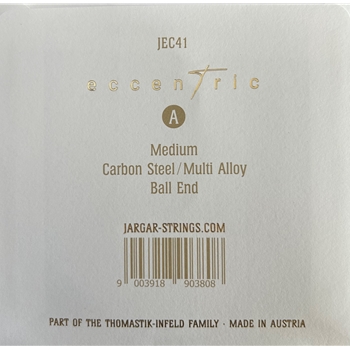 JEC41
accenTric
A
Medium
Carbon Steel/Multi Alloy
Ball End
JARGAR-STRINGS.COM
9 003918 903808
PART OF THE THOMASTIK-INFELD FAMILY · MADE IN AUSTRIA